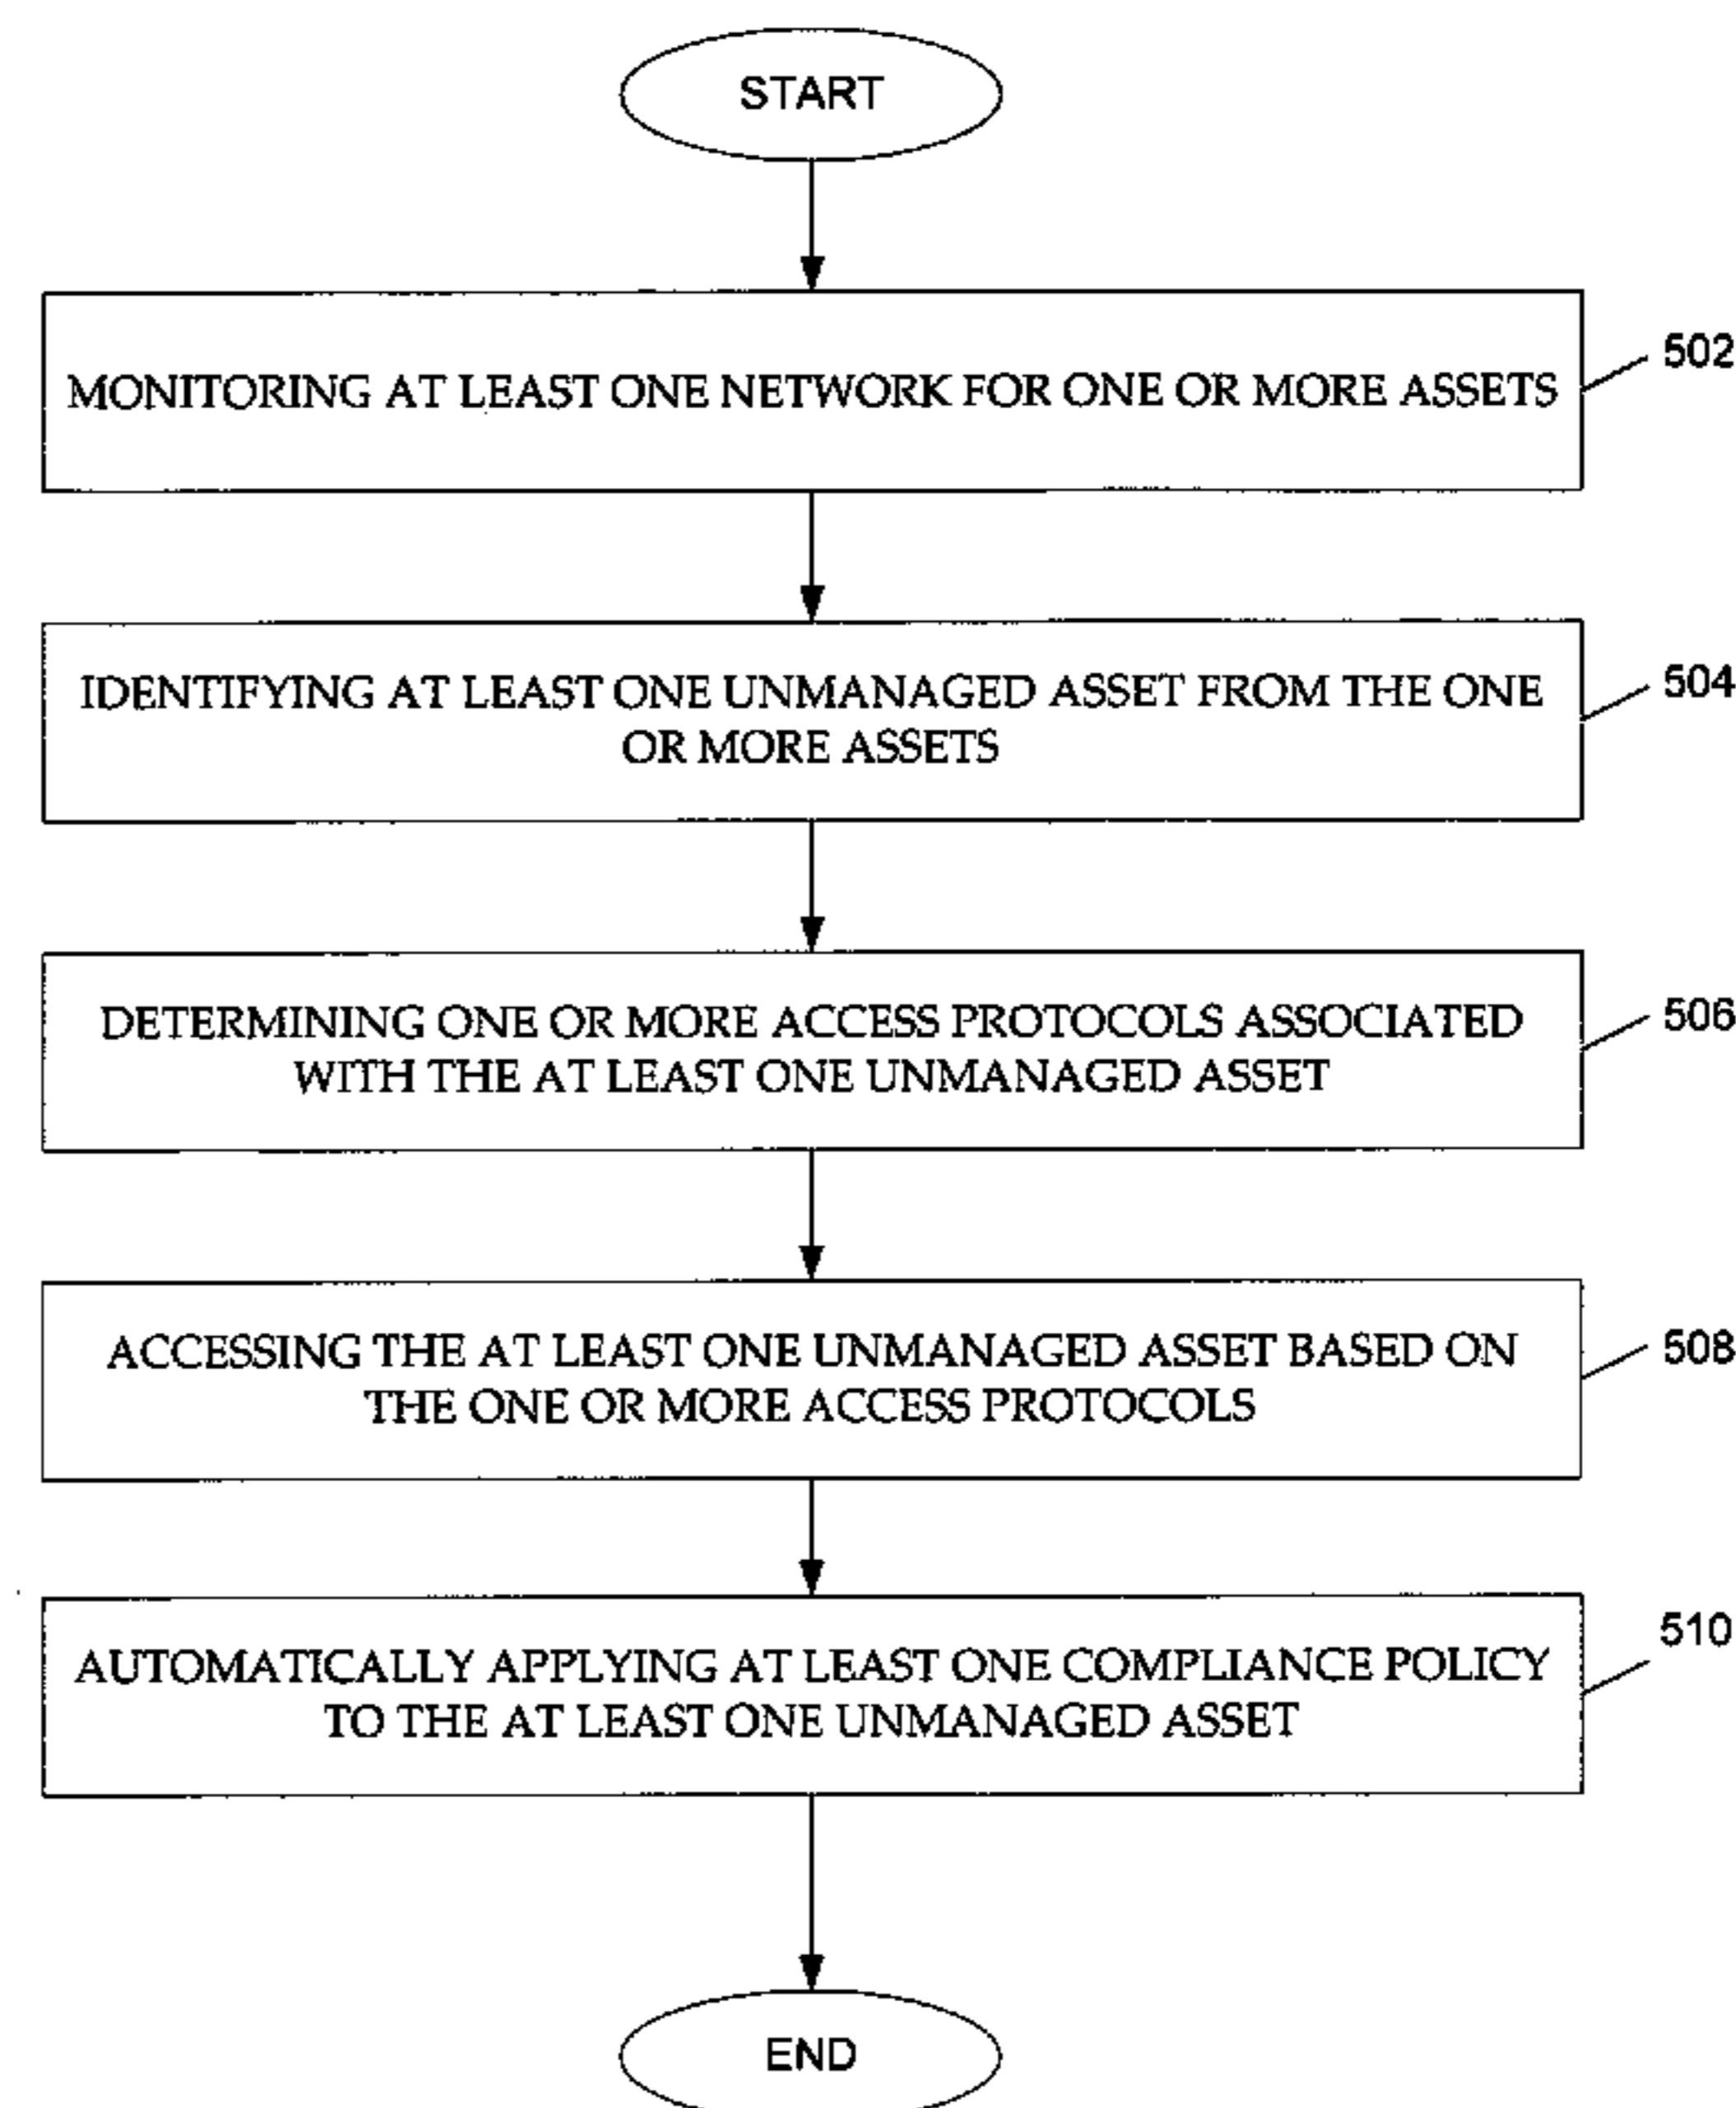 START
MONITORING AT LEAST ONE NETWORK FOR ONE OR MORE ASSETS
502
IDENTIFYING AT LEAST ONE UNMANAGED ASSET FROM THE ONE
OR MORE ASSETS
504
DETERMINING ONE OR MORE ACCESS PROTOCOLS ASSOCIATED
WITH THE AT LEAST ONE UNMANAGED ASSET
506
ACCESSING THE AT LEAST ONE UNMANAGED ASSET BASED ON
THE ONE OR MORE ACCESS PROTOCOLS
508
AUTOMATICALLY APPLYING AT LEAST ONE COMPLIANCE POLICY
TO THE AT LEAST ONE UNMANAGED ASSET
510
END